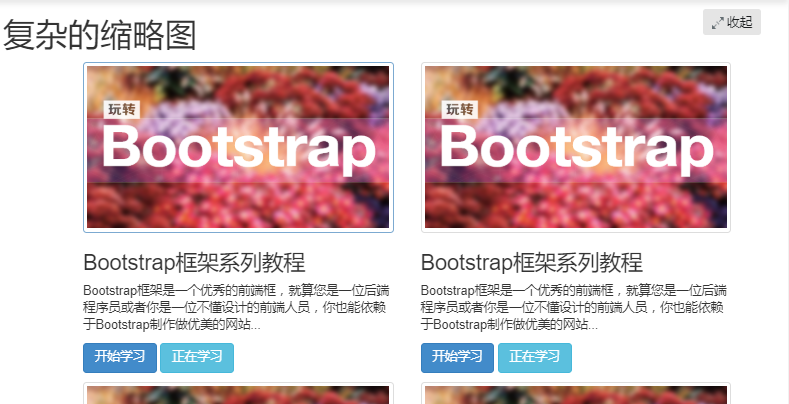 复杂的缩略图
收起
玩转
Bootstrap
玩转
Bootstrap
Bootstrap框架系列教程
Bootstrap框架是一个优秀的前端框，就算您是一位后端
程序员或者你是一位不懂设计的前端人员，你也能依赖
于Bootstrap制作做优美的网站...
开始学习
正在学习
Bootstrap框架系列教程
Bootstrap框架是一个优秀的前端框，就算您是一位后端
程序员或者你是一位不懂设计的前端人员，你也能依赖
于Bootstrap制作做优美的网站...
开始学习
正在学习